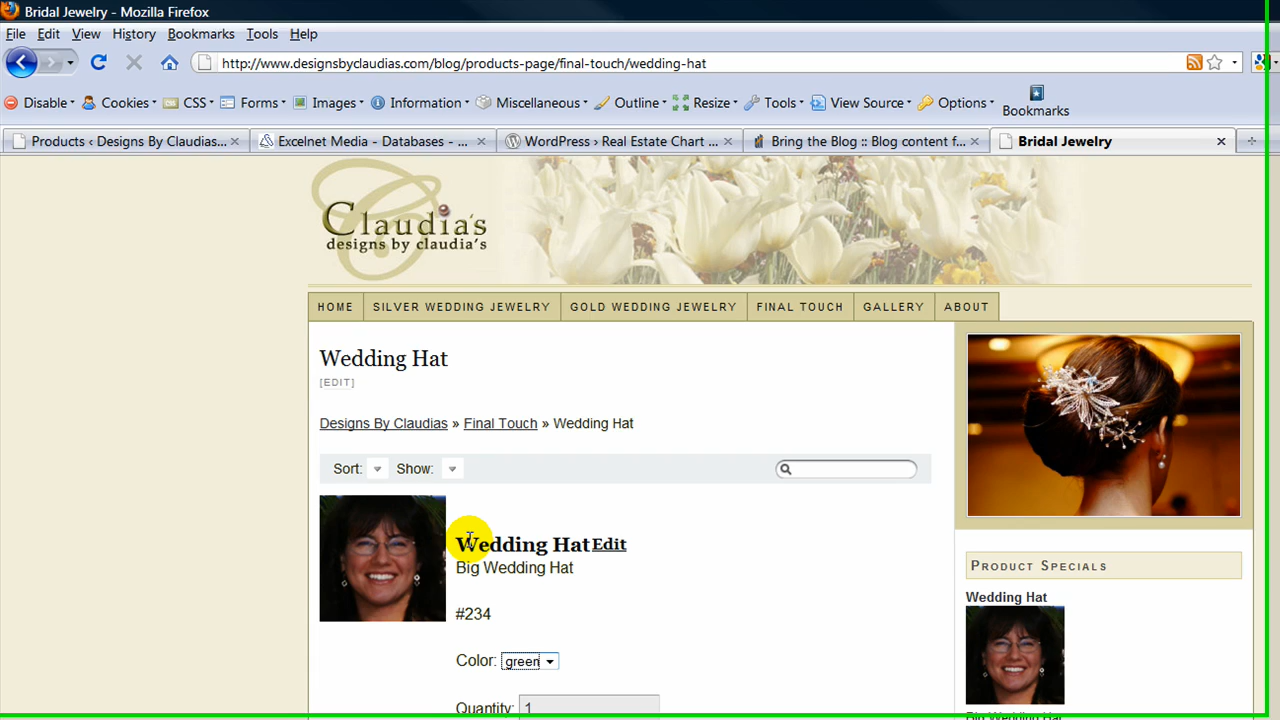 Bridal Jewelry - Mozilla Firefox
File Edit View History Bookmarks Tools Help
http://www.designsbyclaudias.com/blog/products-page/final-touch/wedding-hat
Disable Cookies CSS Forms Images Information Miscellaneous Outline Resize Tools View Source Options Bookmarks
Products ‹ Designs By Claudias... Excelnet Media - Databases - ... WordPress › Real Estate Chart ... Bring the Blog :: Blog content f... Bridal Jewelry
Claudia's
designs by claudia's
HOME SILVER WEDDING JEWELRY GOLD WEDDING JEWELRY FINAL TOUCH GALLERY ABOUT
Wedding Hat
[EDIT]
Designs By Claudias » Final Touch » Wedding Hat
Sort: Show:
Wedding Hat Edit
Big Wedding Hat
#234
Color: green
Quantity: 1
PRODUCT SPECIALS
Wedding Hat
Big Wedding Hat